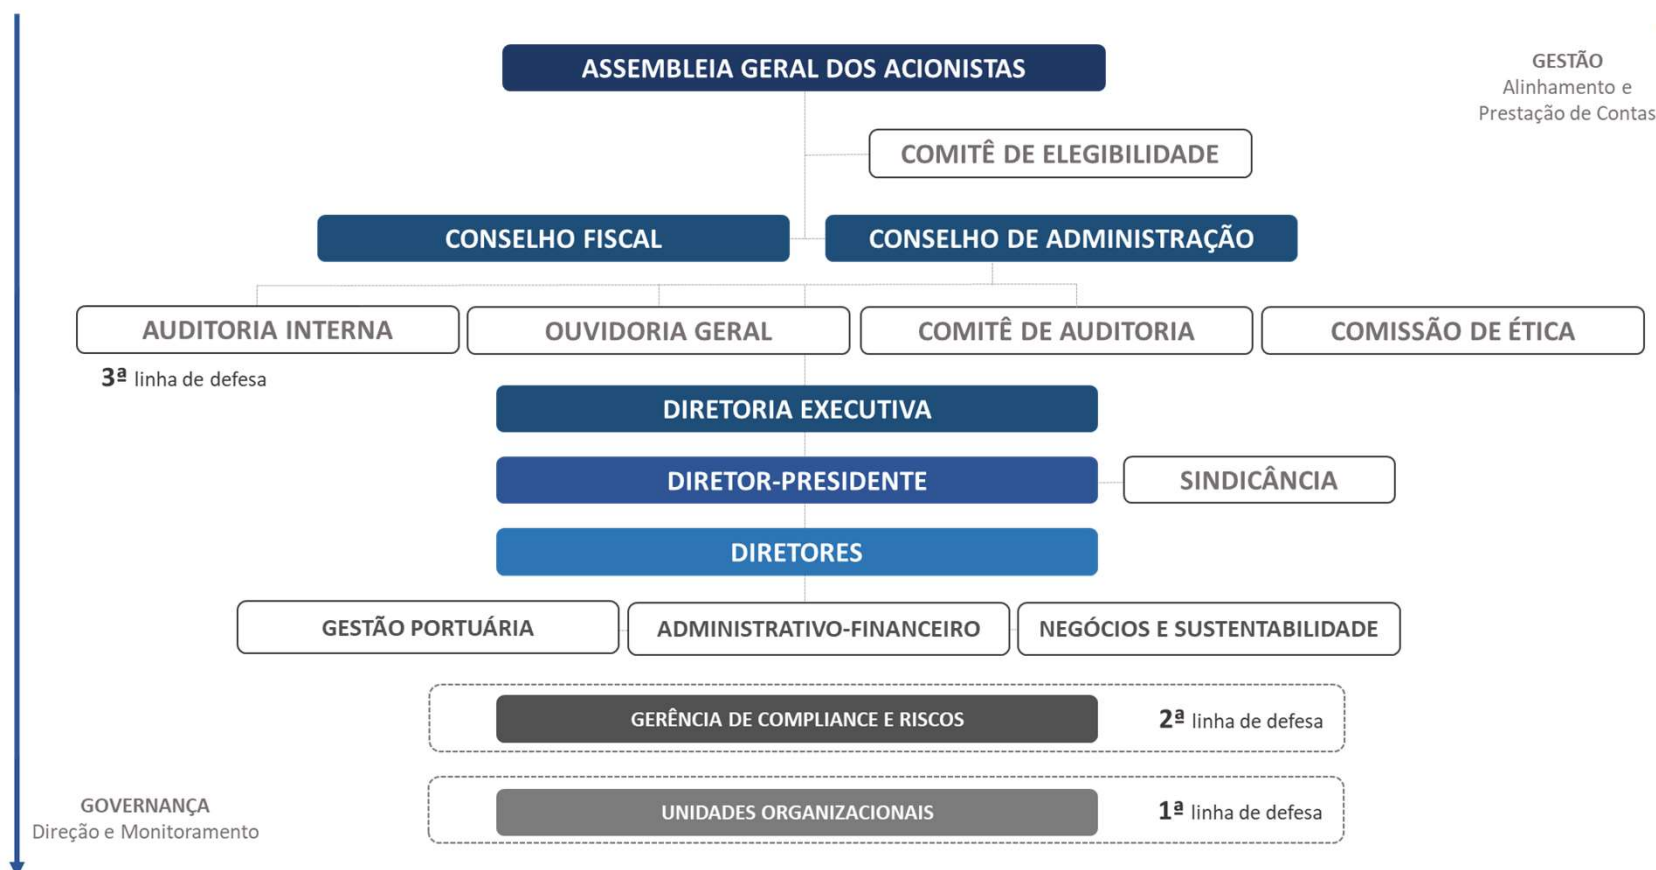 ASSEMBLEIA GERAL DOS ACIONISTAS
GESTÃO
Alinhamento e
Prestação de Contas
COMITÊ DE ELEGIBILIDADE
CONSELHO FISCAL
CONSELHO DE ADMINISTRAÇÃO
AUDITORIA INTERNA
OUVIDORIA GERAL
COMITÊ DE AUDITORIA
COMISSÃO DE ÉTICA
3ª linha de defesa
DIRETORIA EXECUTIVA
DIRETOR-PRESIDENTE
SINDICÂNCIA
DIRETORES
GESTÃO PORTUÁRIA
ADMINISTRATIVO-FINANCEIRO
NEGÓCIOS E SUSTENTABILIDADE
GERÊNCIA DE COMPLIANCE E RISCOS
2ª linha de defesa
UNIDADES ORGANIZACIONAIS
1ª linha de defesa
GOVERNANÇA
Direção e Monitoramento